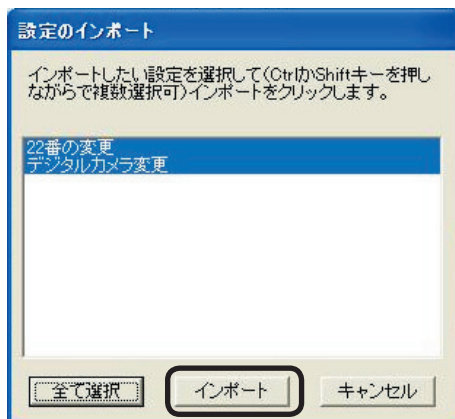 設定のインポート
インポートしたい設定を選択して(CtrlかShiftキーを押し
ながらで複数選択可)インポートをクリックします。
22番の変更
デジタルカメラ変更
全て選択
インポート
キャンセル